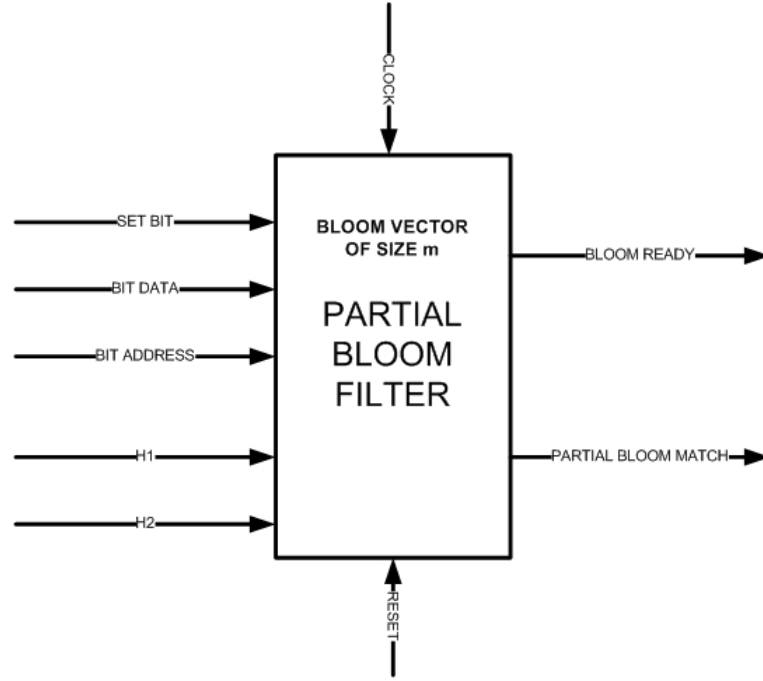 CLOCK
SET BIT
BIT DATA
BIT ADDRESS
H1
H2
BLOOM VECTOR
OF SIZE m
PARTIAL
BLOOM
FILTER
BLOOM READY
PARTIAL BLOOM MATCH
RESET